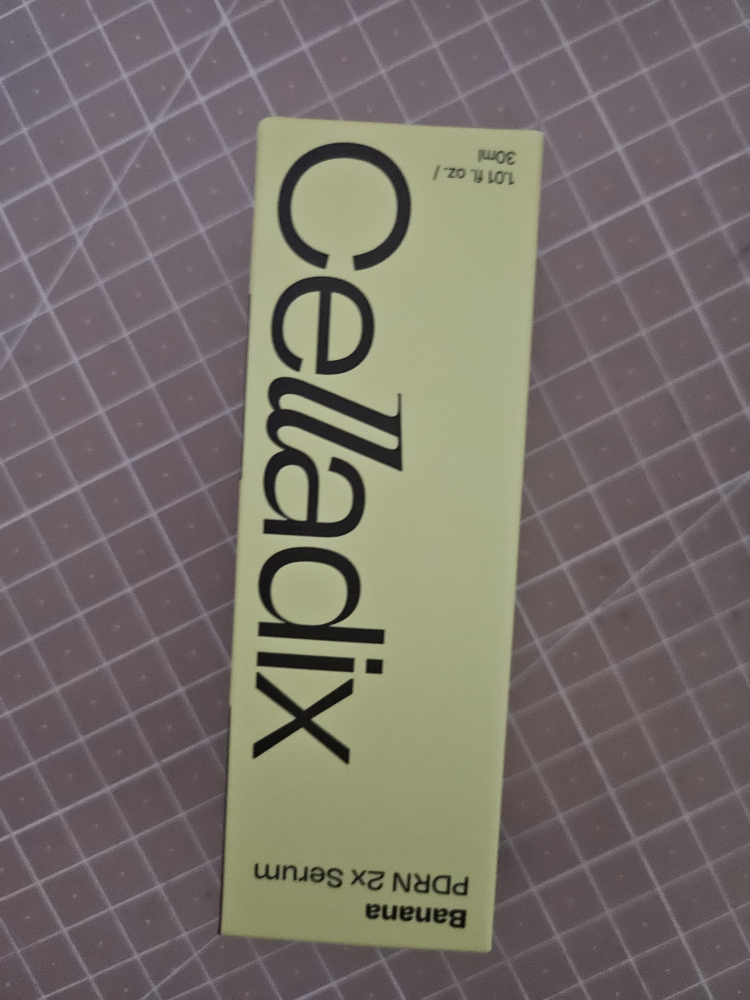 Banana
PDRN 2x Serum
Celladix
1.01 fl. oz. /
30ml